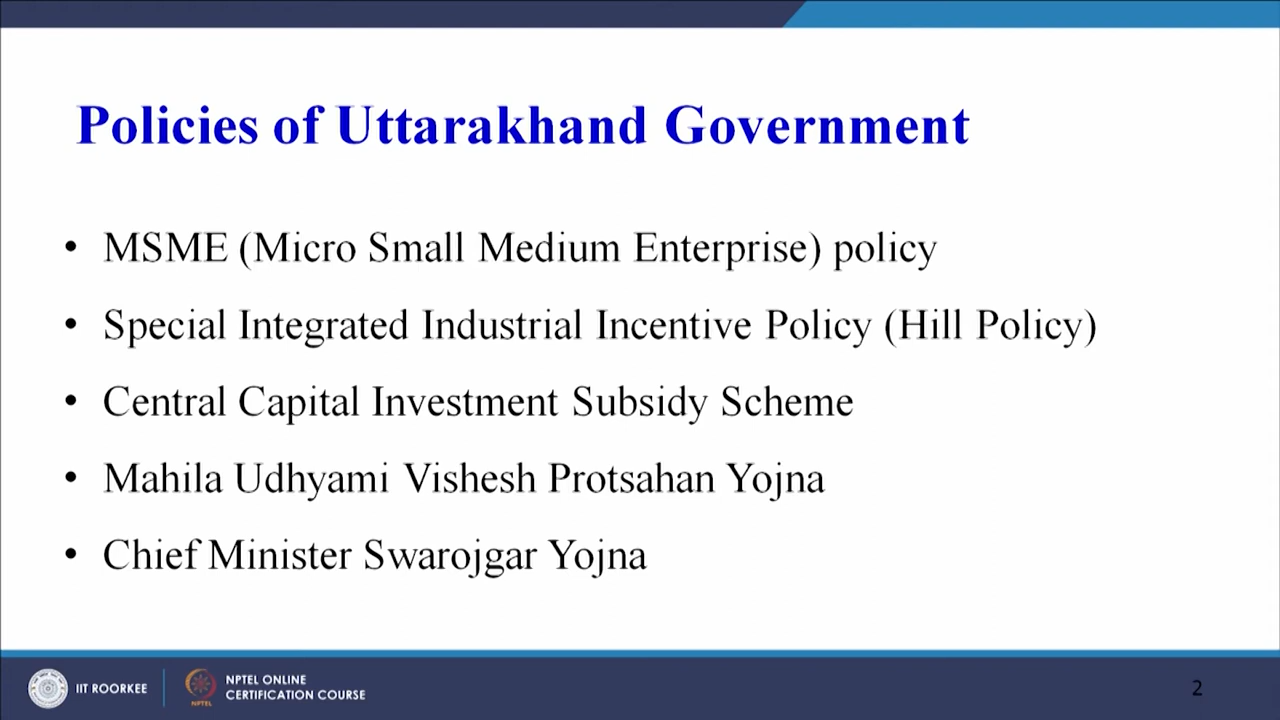 Policies of Uttarakhand Government
• MSME (Micro Small Medium Enterprise) policy
• Special Integrated Industrial Incentive Policy (Hill Policy)
• Central Capital Investment Subsidy Scheme
• Mahila Udhyami Vishesh Protsahan Yojna
• Chief Minister Swarojgar Yojna
IIT ROORKEE
NPTEL
NPTEL ONLINE
CERTIFICATION COURSE
2